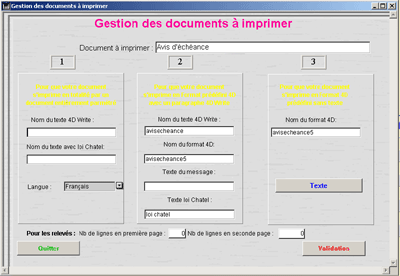 Gestion des documents à imprimer
Gestion des documents à imprimer
Document à imprimer : Avis d'échéance
1
2
3
Nom du texte 4D Write :
Nom du texte avec loi Chatel:
Langue : Français
Nom du texte 4D Write :
avisecheance
Nom du format 4D:
avisecheance5
Texte du message :
Texte loi Chatel :
loi chatel
Nom du format 4D:
avisecheance5
Texte
Pour les relevés : Nb de lignes en première page : 0 Nb de lignes en seconde page : 0
Quitter
Validation